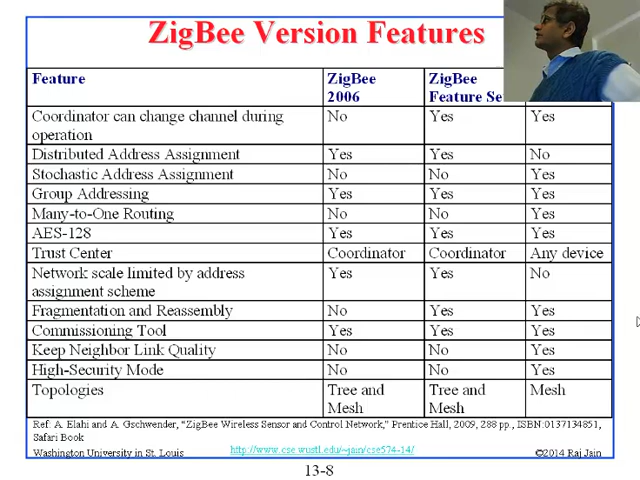 ZigBee Version Features
Feature ZigBee ZigBee
2006 Feature Se
Coordinator can change channel during No Yes Yes
operation
Distributed Address Assignment Yes Yes No
Stochastic Address Assignment No No Yes
Group Addressing Yes Yes Yes
Many-to-One Routing No No Yes
AES-128 Yes Yes Yes
Trust Center Coordinator Coordinator Any device
Network scale limited by address Yes Yes No
assignment scheme
Fragmentation and Reassembly No Yes Yes
Commissioning Tool Yes Yes Yes
Keep Neighbor Link Quality No No Yes
High-Security Mode No No Yes
Topologies Tree and Tree and Mesh
Mesh Mesh
Ref: A. Elahi and A. Gschwender, "ZigBee Wireless Sensor and Control Network," Prentice Hall, 2009, 288 pp., ISBN:0137134851,
Safari Book
Washington University in St. Louis http://www.cse.wustl.edu/~jain/cse574-14/ ©2014 Raj Jain
13-8